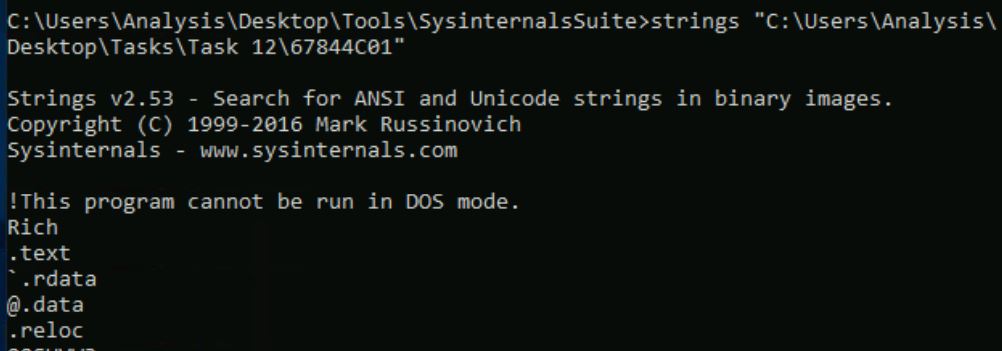 C:\Users\Analysis\Desktop\Tools\SysinternalsSuite>strings "C:\Users\Analysis\
Desktop\Tasks\Task 12\67844C01"
Strings v2.53 - Search for ANSI and Unicode strings in binary images.
Copyright (C) 1999-2016 Mark Russinovich
Sysinternals - www.sysinternals.com
!This program cannot be run in DOS mode.
Rich
.text
`.rdata
@.data
.reloc